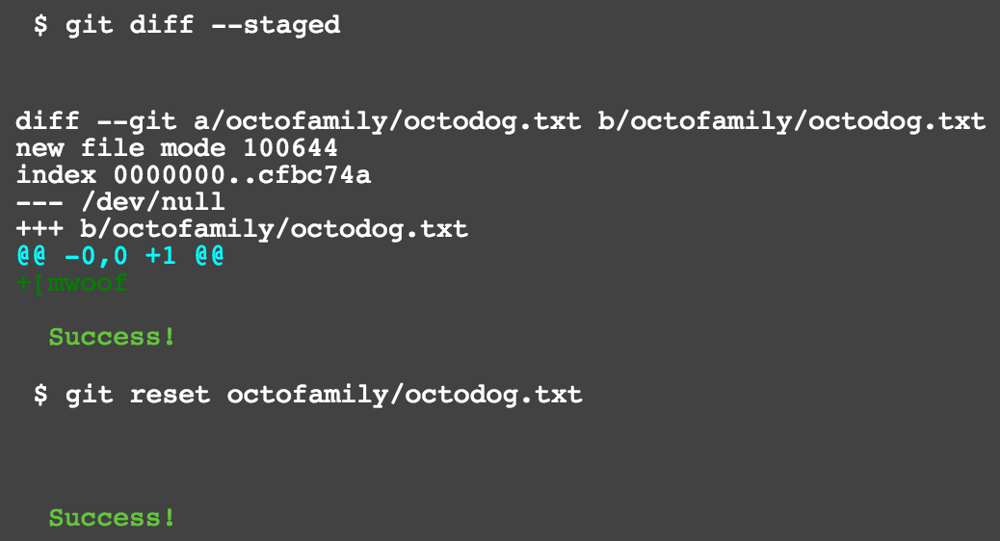 $ git diff --staged
diff --git a/octofamily/octodog.txt b/octofamily/octodog.txt
new file mode 100644
index 0000000..cfbc74a
--- /dev/null
+++ b/octofamily/octodog.txt
@@ -0,0 +1 @@
+[mwoof
Success!
$ git reset octofamily/octodog.txt
Success!